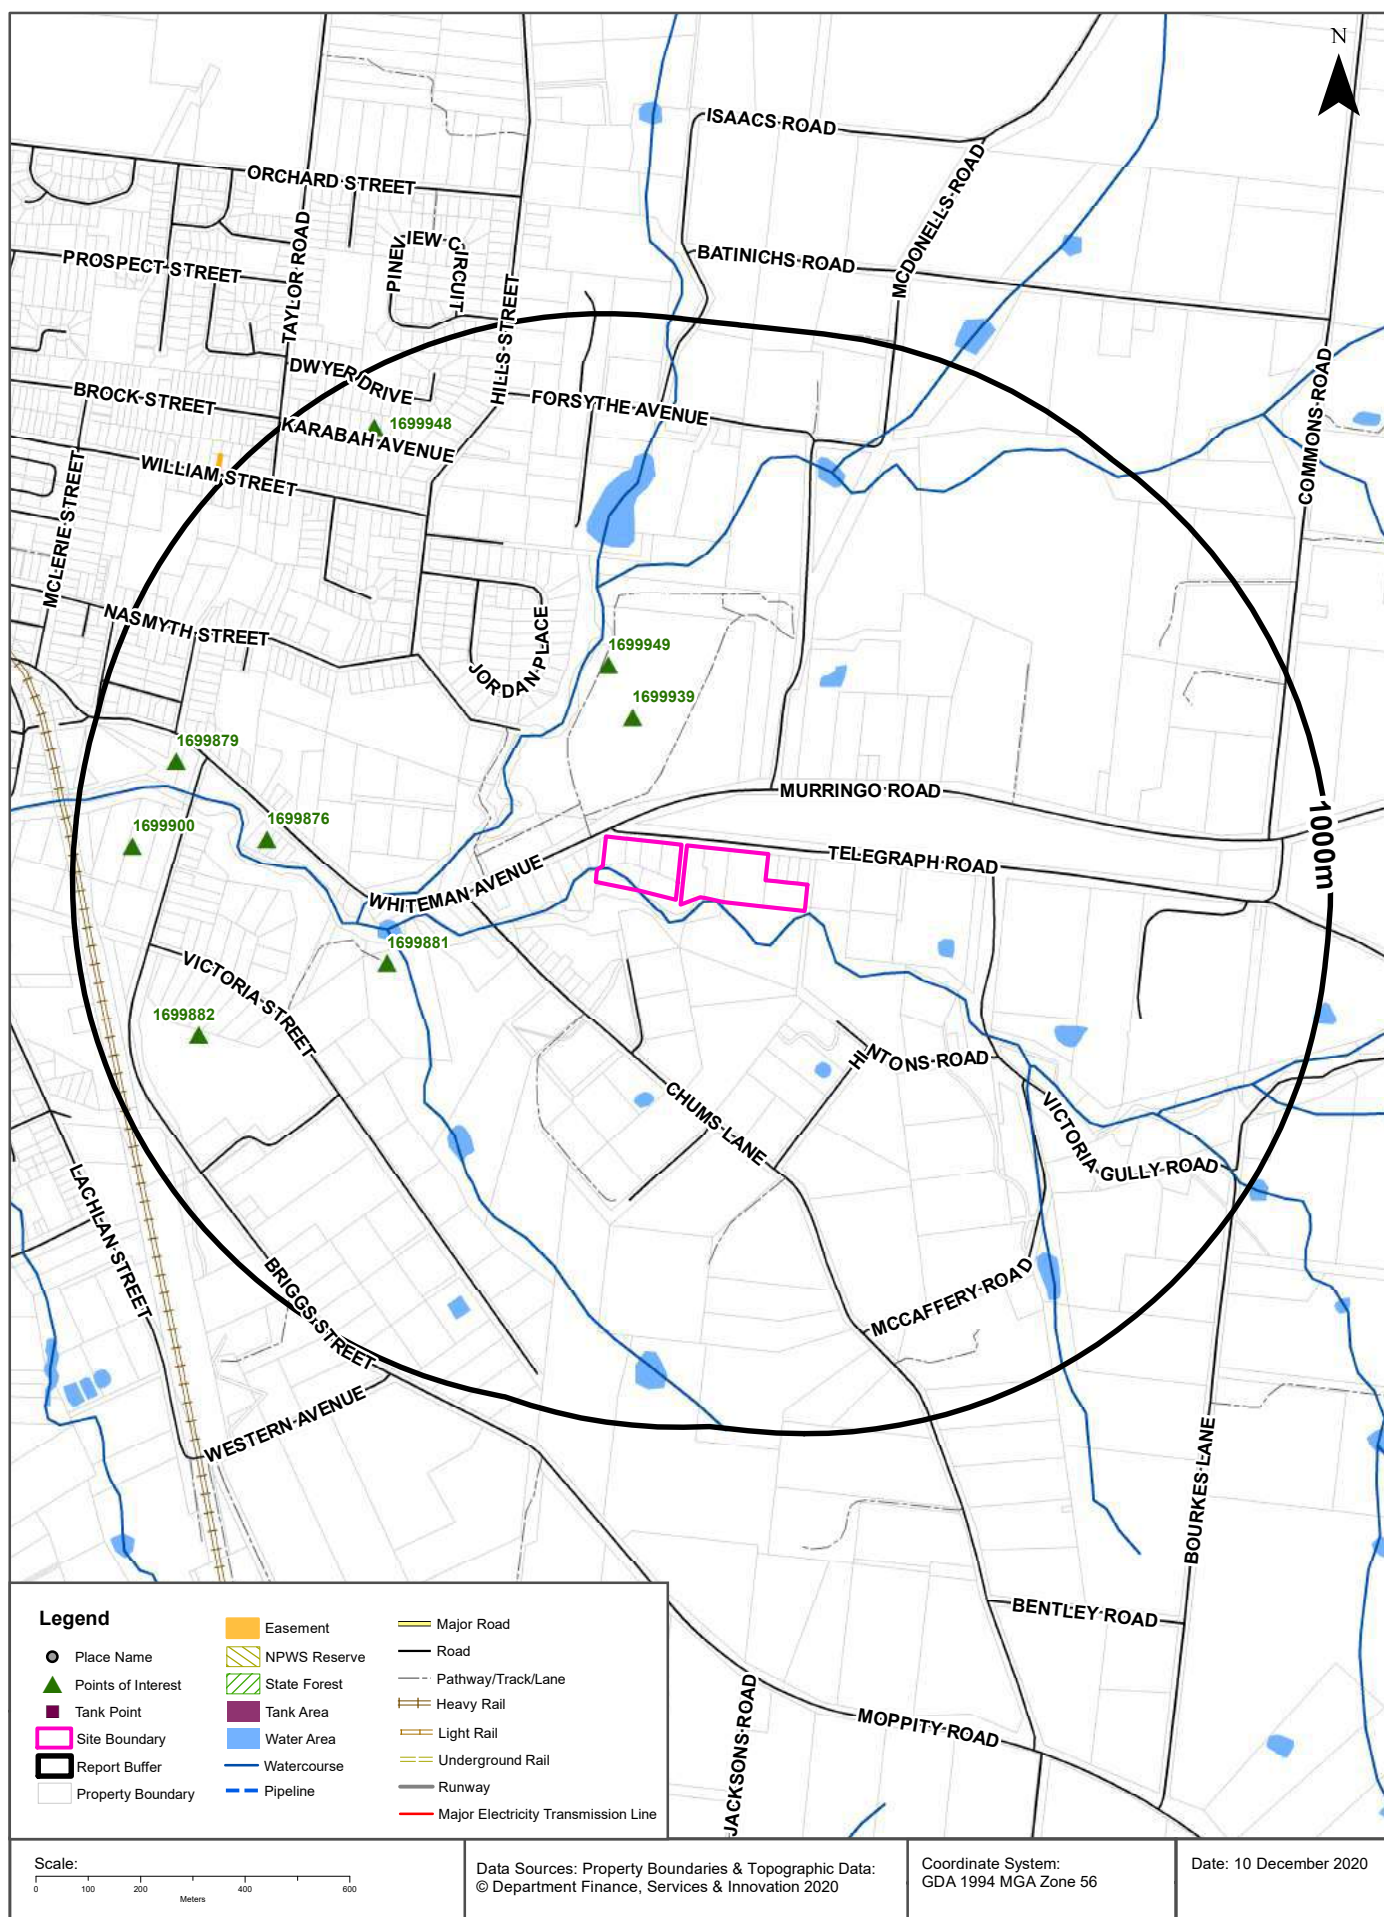 N
ISAACS ROAD
ORCHARD STREET
MCDONELLS ROAD
TAYLOR ROAD
PINEVIEW CIRCUIT
BATINICHS ROAD
PROSPECT STREET
HILLS STREET
COMMONS ROAD
DWYER DRIVE
BROCK STREET
FORSYTHE AVENUE
1699948
KARABAH AVENUE
WILLIAM STREET
MCLERIE STREET
NASMYTH STREET
JORDAN PLACE
1699949
1699939
1699879
MURRINGO ROAD
1000m
1699900
1699876
TELEGRAPH ROAD
WHITEMAN AVENUE
1699881
VICTORIA STREET
1699882
HINTONS ROAD
CHUMS LANE
VICTORIA GULLY ROAD
LACHLAN STREET
BRIGGS STREET
MCCAFFERY ROAD
WESTERN AVENUE
BOURKES LANE
BENTLEY ROAD
JACKSONS ROAD
MOPPITY ROAD
Legend
Place Name
Points of Interest
Tank Point
Site Boundary
Report Buffer
Property Boundary
Easement
NPWS Reserve
State Forest
Tank Area
Water Area
Watercourse
Pipeline
Major Road
Road
Pathway/Track/Lane
Heavy Rail
Light Rail
Underground Rail
Runway
Major Electricity Transmission Line
Scale:
0 100 200 400 600
Meters
Data Sources: Property Boundaries & Topographic Data:
© Department Finance, Services & Innovation 2020
Coordinate System:
GDA 1994 MGA Zone 56
Date: 10 December 2020